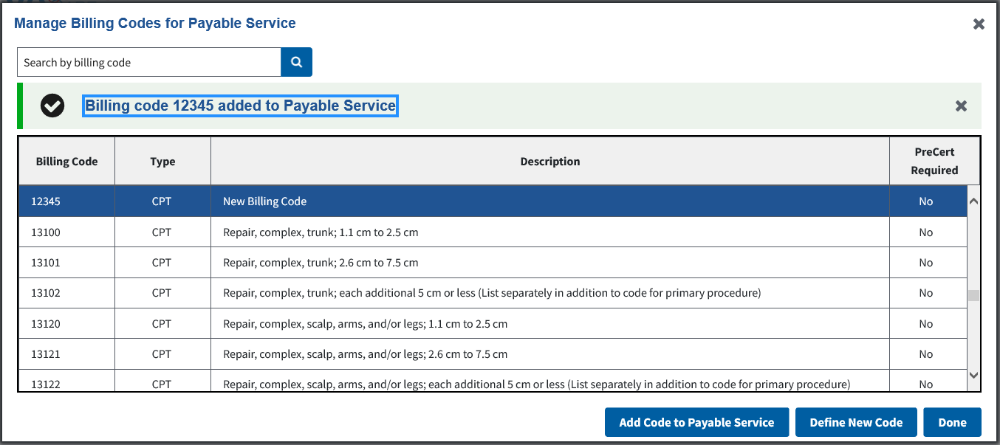 Manage Billing Codes for Payable Service
Search by billing code
Billing code 12345 added to Payable Service
Billing Code Type Description PreCert Required
12345 CPT New Billing Code No
13100 CPT Repair, complex, trunk; 1.1 cm to 2.5 cm No
13101 CPT Repair, complex, trunk; 2.6 cm to 7.5 cm No
13102 CPT Repair, complex, trunk; each additional 5 cm or less (List separately in addition to code for primary procedure) No
13120 CPT Repair, complex, scalp, arms, and/or legs; 1.1 cm to 2.5 cm No
13121 CPT Repair, complex, scalp, arms, and/or legs; 2.6 cm to 7.5 cm No
13122 CPT Repair, complex, scalp, arms, and/or legs; each additional 5 cm or less (List separately in addition to code for primary procedure) No
Add Code to Payable Service Define New Code Done